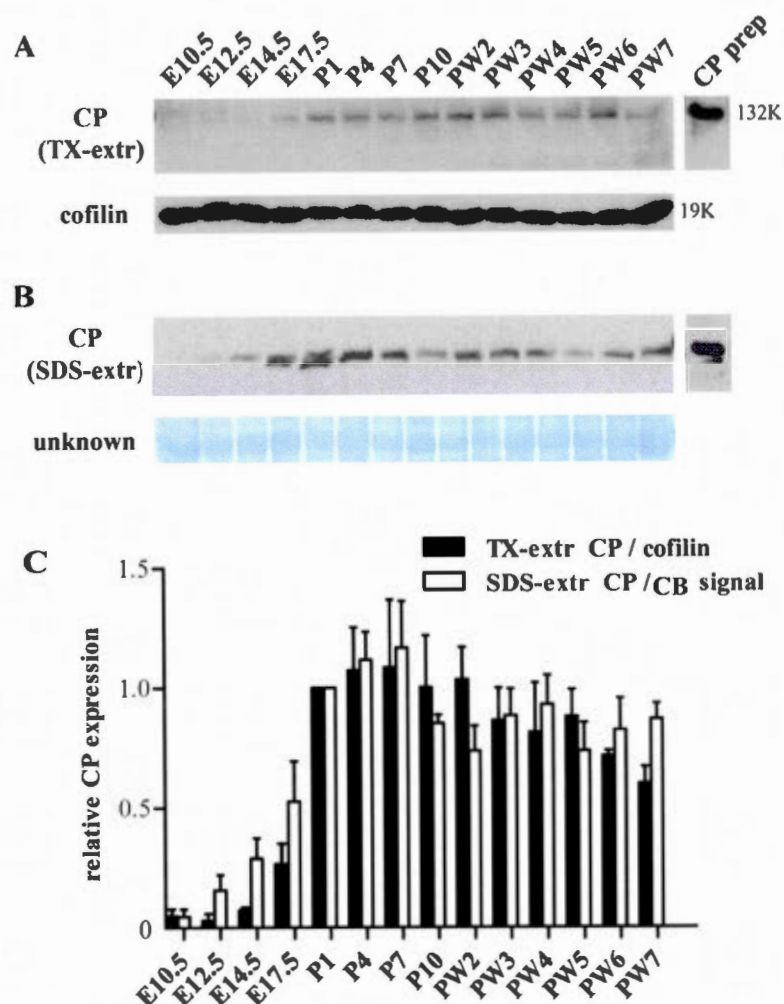 A
E10.5 E12.5 E14.5 E17.5 P1 P4 P7 P10 PW2 PW3 PW4 PW5 PW6 PW7 CP prep
CP
(TX-extr)
132K
cofilin
19K
B
CP
(SDS-extr)
unknown
C
TX-extr CP / cofilin
SDS-extr CP /CB signal
relative CP expression
1.5
1.0
0.5
0
E10.5 E12.5 E14.5 E17.5 P1 P4 P7 P10 PW2 PW3 PW4 PW5 PW6 PW7